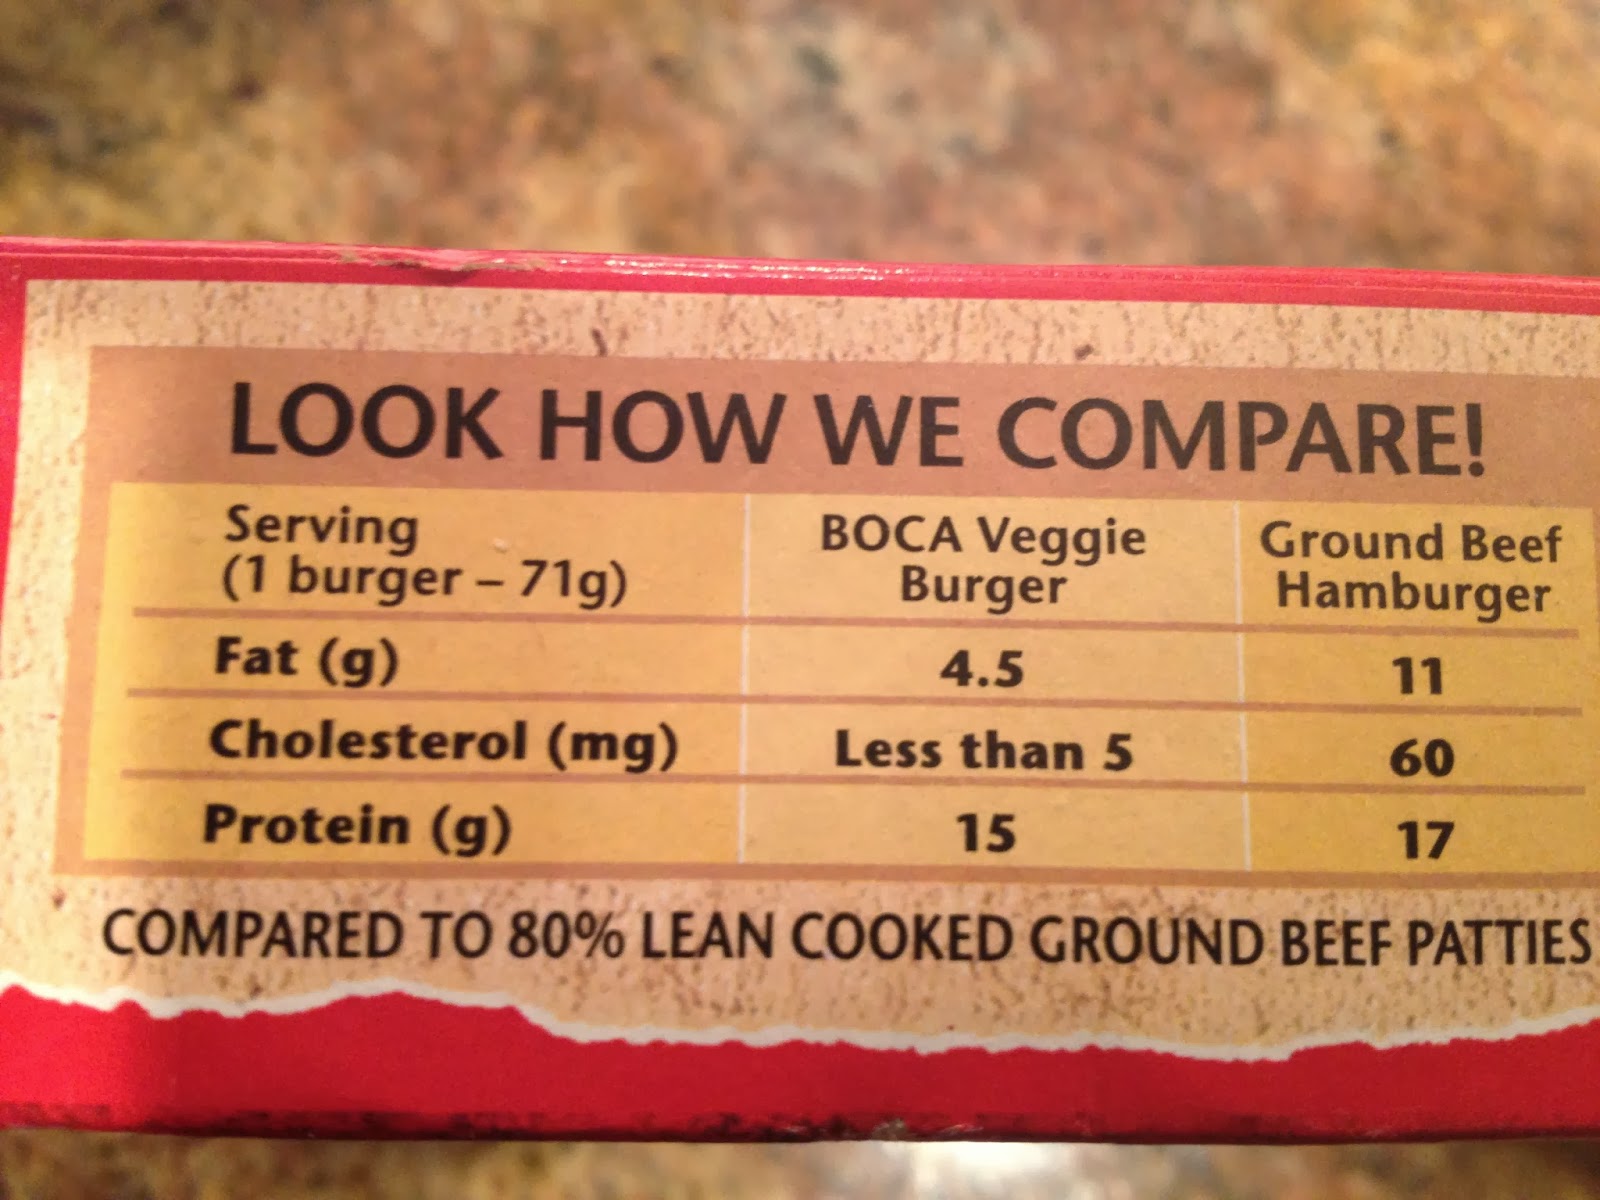 LOOK HOW WE COMPARE!
Serving
(1 burger – 71g)
BOCA Veggie
Burger
Ground Beef
Hamburger
Fat (g) 4.5 11
Cholesterol (mg) Less than 5 60
Protein (g) 15 17
COMPARED TO 80% LEAN COOKED GROUND BEEF PATTIES